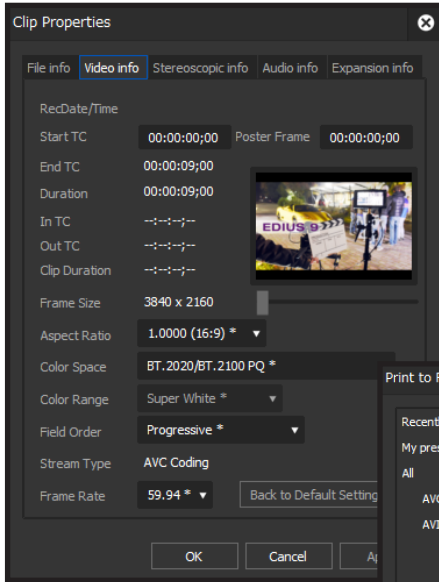 Clip Properties
File info Video info Stereoscopic info Audio info Expansion info
RecDate/Time
Start TC 00:00:00;00 Poster Frame 00:00:00;00
End TC 00:00:09;00
Duration 00:00:09;00
In TC --:--:--;--
Out TC --:--:--;--
Clip Duration --:--:--;--
EDIUS 9
Frame Size 3840 x 2160
Aspect Ratio 1.0000 (16:9) *
Color Space BT.2020/BT.2100 PQ *
Color Range Super White *
Field Order Progressive *
Stream Type AVC Coding
Frame Rate 59.94 * Back to Default Setting
OK Cancel Ap
Print to F
Recentl
My pres
All
AVC
AVI